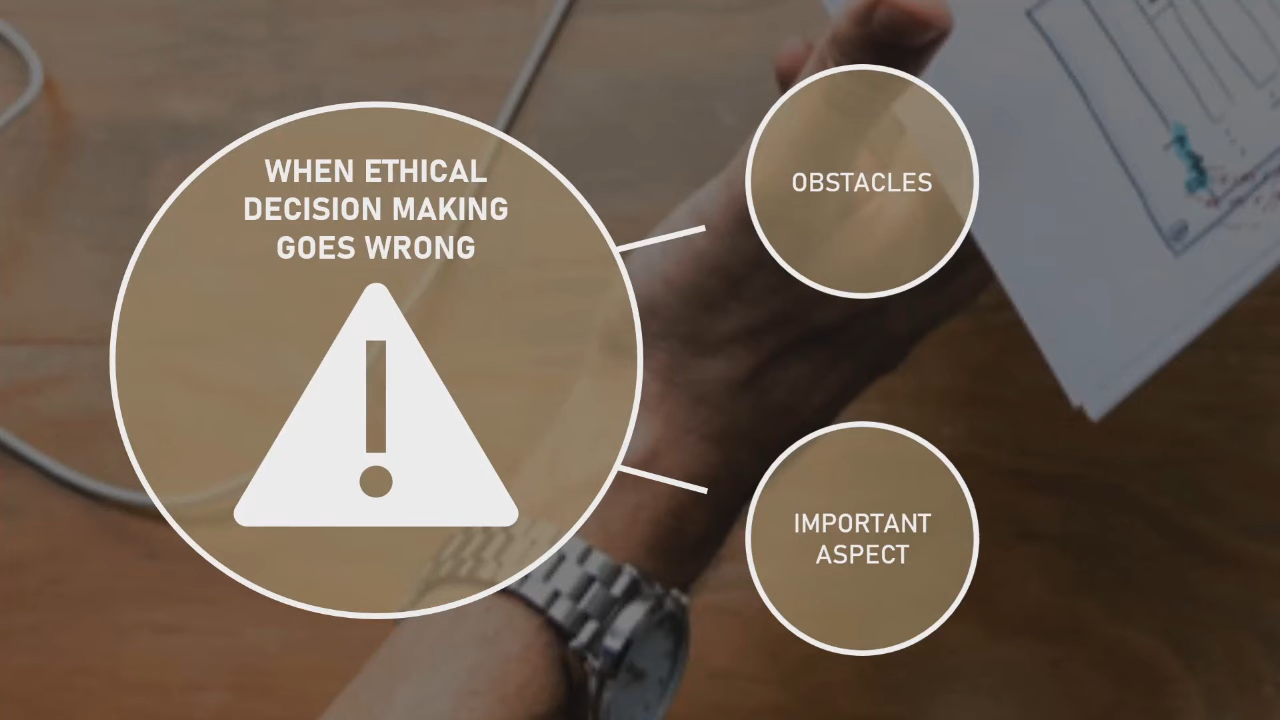 WHEN ETHICAL
DECISION MAKING
GOES WRONG
OBSTACLES
IMPORTANT
ASPECT